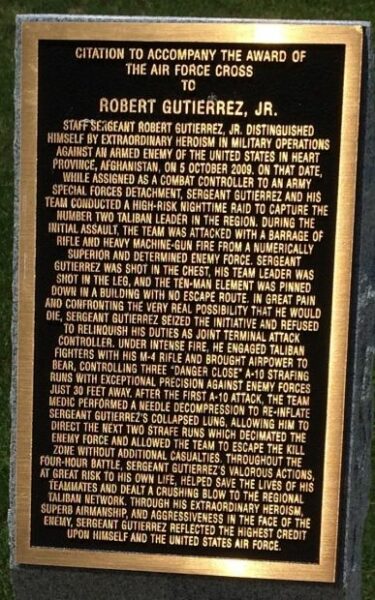 CITATION TO ACCOMPANY THE AWARD OF
THE AIR FORCE CROSS
TO
ROBERT GUTIERREZ, JR.
STAFF SERGEANT ROBERT GUTIERREZ, JR. DISTINGUISHED
HIMSELF BY EXTRAORDINARY HEROISM IN MILITARY OPERATIONS
AGAINST AN ARMED ENEMY OF THE UNITED STATES IN HEART
PROVINCE, AFGHANISTAN, ON 5 OCTOBER 2009. ON THAT DATE,
WHILE ASSIGNED AS A COMBAT CONTROLLER TO AN ARMY
SPECIAL FORCES DETACHMENT, SERGEANT GUTIERREZ AND HIS
TEAM CONDUCTED A HIGH-RISK NIGHTTIME RAID TO CAPTURE THE
NUMBER TWO TALIBAN LEADER IN THE REGION. DURING THE
INITIAL ASSAULT, THE TEAM WAS ATTACKED WITH A BARRAGE OF
RIFLE AND HEAVY MACHINE-GUN FIRE FROM A NUMERICALLY
SUPERIOR AND DETERMINED ENEMY FORCE. SERGEANT
GUTIERREZ WAS SHOT IN THE CHEST, HIS TEAM LEADER WAS
SHOT IN THE LEG, AND THE TEN-MAN ELEMENT WAS PINNED
DOWN IN A BUILDING WITH NO ESCAPE ROUTE. IN GREAT PAIN
AND CONFRONTING THE VERY REAL POSSIBILITY THAT HE WOULD
DIE, SERGEANT GUTIERREZ SEIZED THE INITIATIVE AND REFUSED
TO RELINQUISH HIS DUTIES AS JOINT TERMINAL ATTACK
CONTROLLER. UNDER INTENSE FIRE, HE ENGAGED TALIBAN
FIGHTERS WITH HIS M-4 RIFLE AND BROUGHT AIRPOWER TO
BEAR, CONTROLLING THREE "DANGER CLOSE" A-10 STRAFING
RUNS WITH EXCEPTIONAL PRECISION AGAINST ENEMY FORCES
JUST 30 FEET AWAY. AFTER THE FIRST A-10 ATTACK, THE TEAM
MEDIC PERFORMED A NEEDLE DECOMPRESSION TO RE-INFLATE
SERGEANT GUTIERREZ'S COLLAPSED LUNG, ALLOWING HIM TO
DIRECT THE NEXT TWO STRAFE RUNS WHICH DECIMATED THE
ENEMY FORCE AND ALLOWED THE TEAM TO ESCAPE THE KILL
ZONE WITHOUT ADDITIONAL CASUALTIES. THROUGHOUT THE
FOUR-HOUR BATTLE, SERGEANT GUTIERREZ'S VALOROUS ACTIONS,
AT GREAT RISK TO HIS OWN LIFE, HELPED SAVE THE LIVES OF HIS
TEAMMATES AND DEALT A CRUSHING BLOW TO THE REGIONAL
TALIBAN NETWORK. THROUGH HIS EXTRAORDINARY HEROISM,
SUPERB AIRMANSHIP, AND AGGRESSIVENESS IN THE FACE OF THE
ENEMY, SERGEANT GUTIERREZ REFLECTED THE HIGHEST CREDIT
UPON HIMSELF AND THE UNITED STATES AIR FORCE.